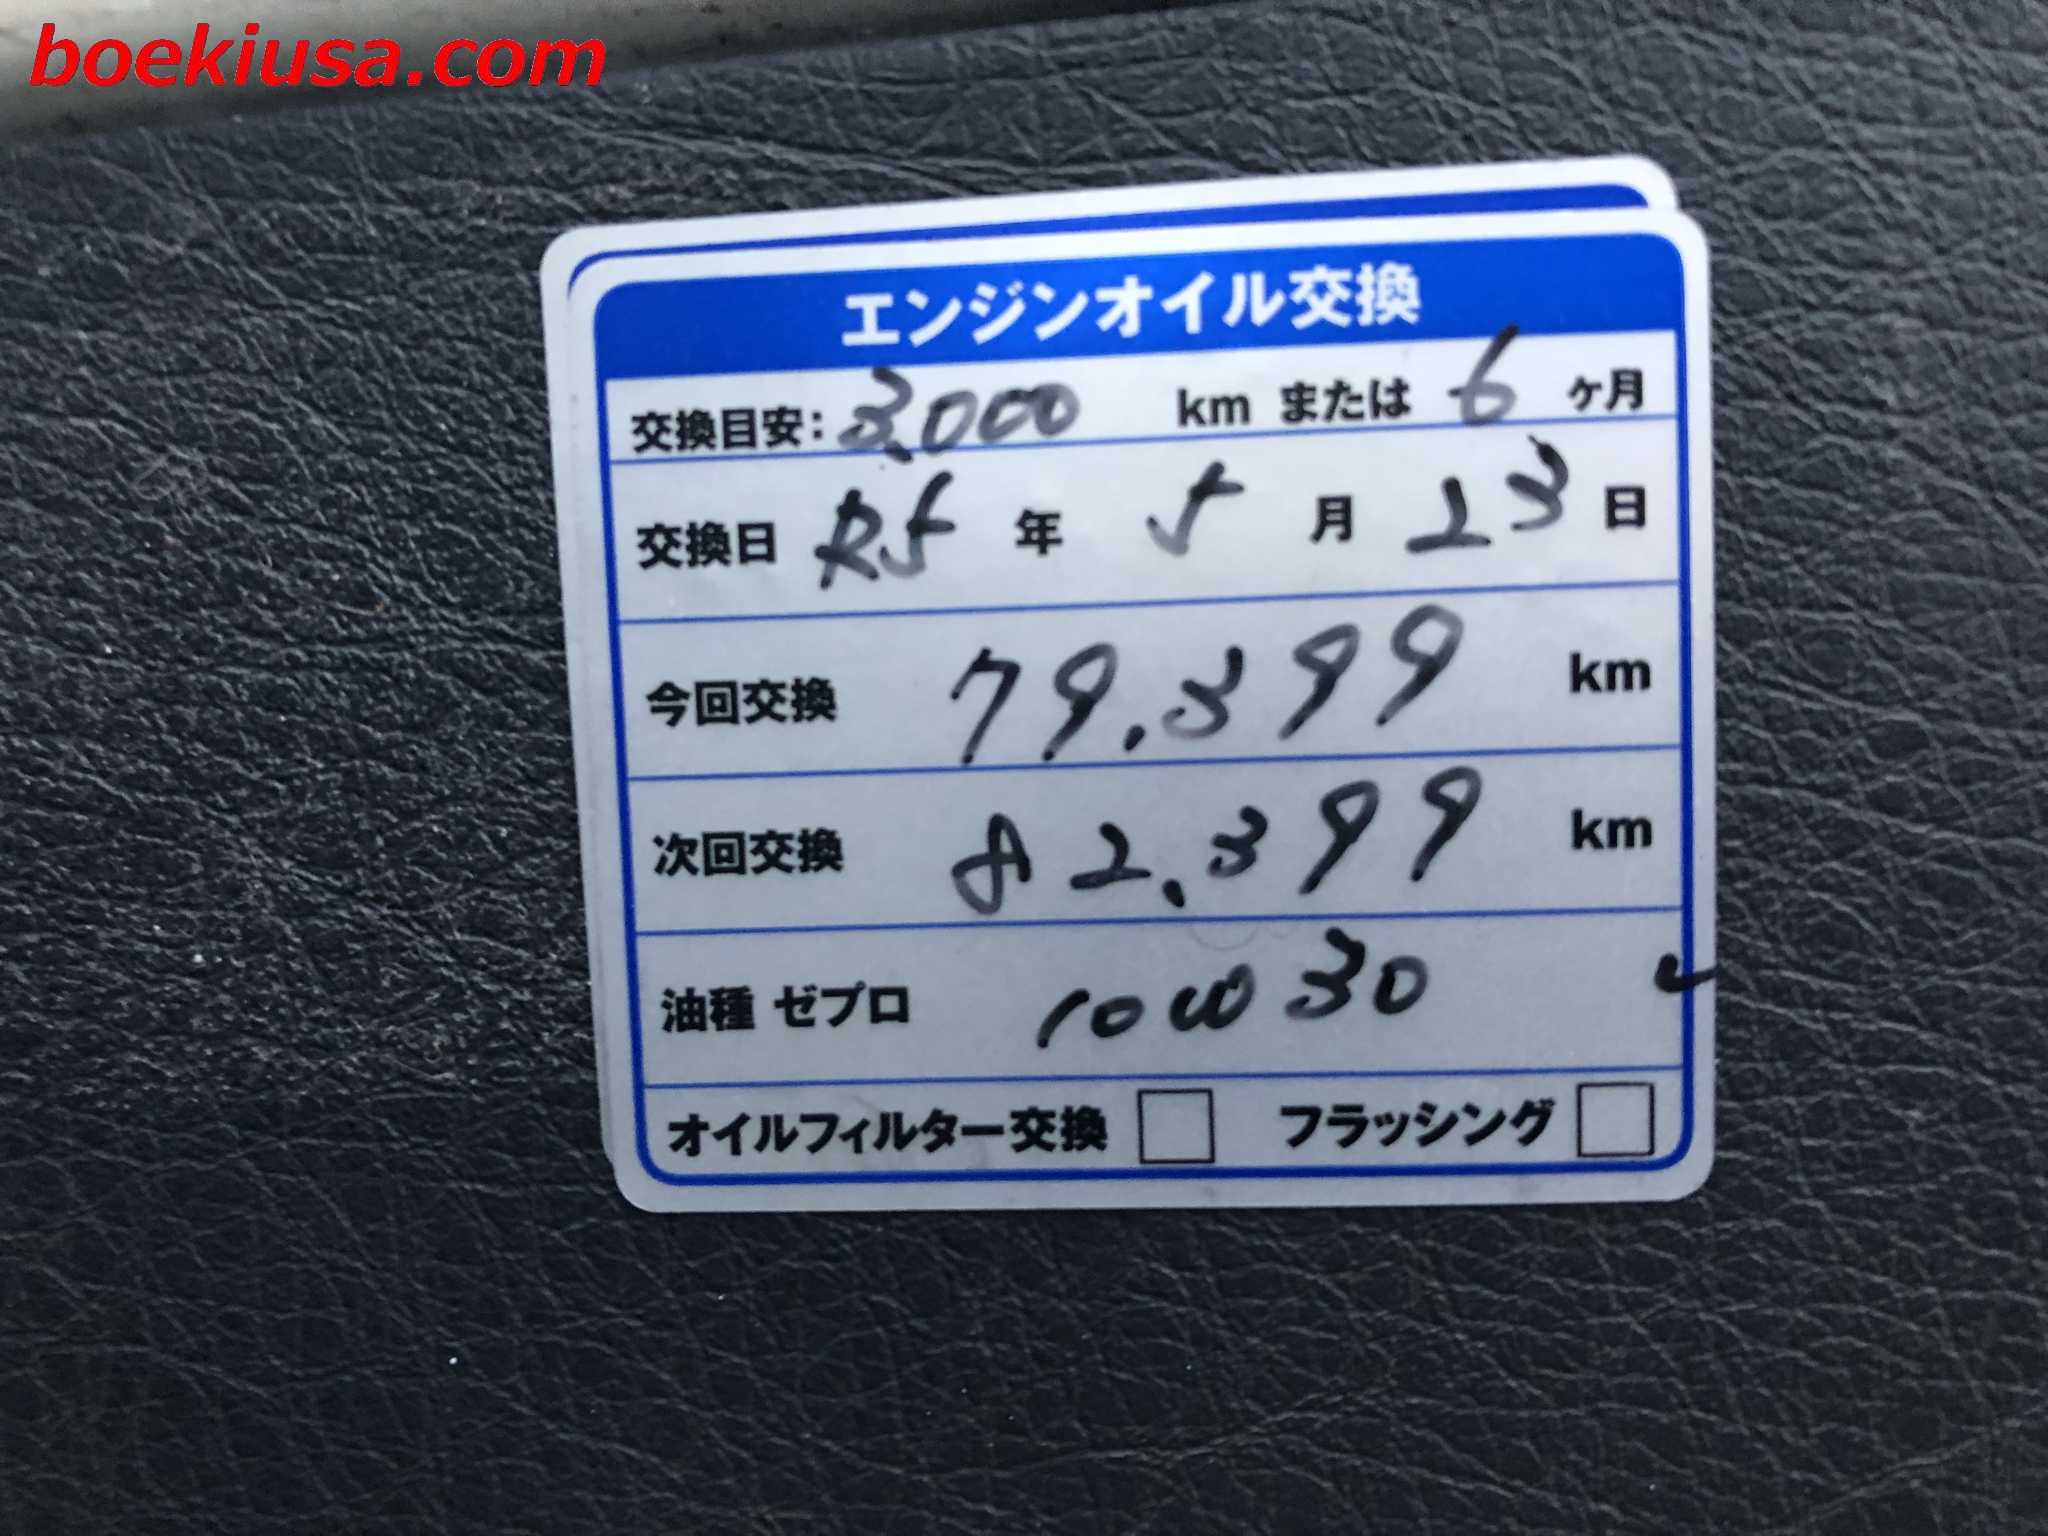 boekiusa.com
エンジンオイル交換
交換目安: 3.000 km または 6 ヶ月
交換日 R5 年 5 月 23 日
今回交換 79.399 km
次回交換 82.399 km
油種 ゼプロ 10W30
オイルフィルター交換 □ フラッシング □